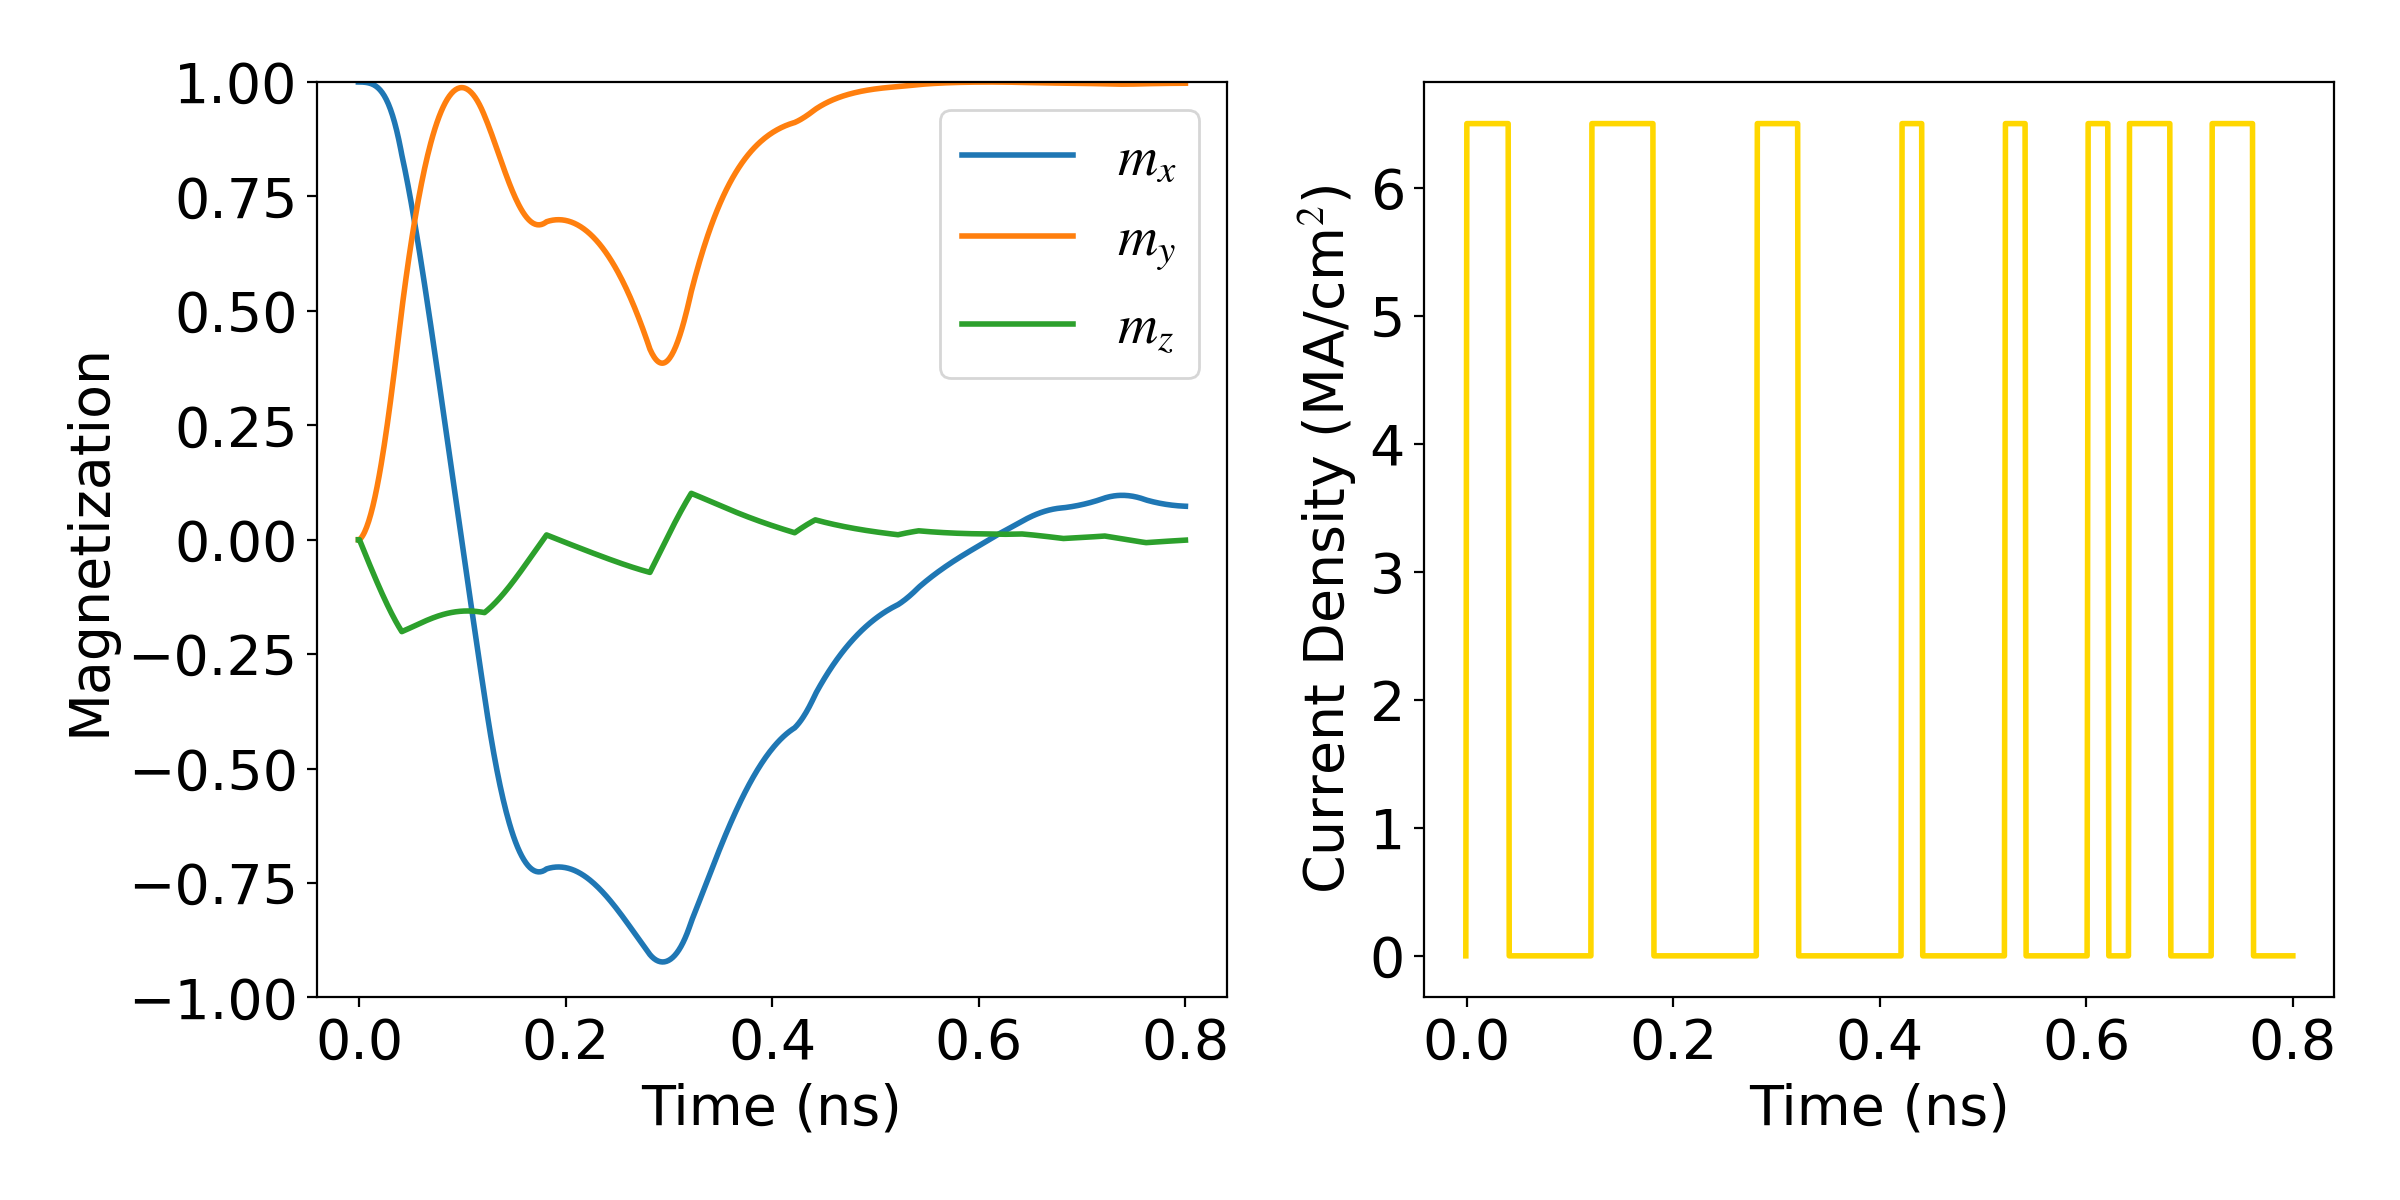 Magnetization
1.00
0.75
0.50
0.25
0.00
−0.25
−0.50
−0.75
−1.00
0.0 0.2 0.4 0.6 0.8
Time (ns)
m_x
m_y
m_z
Current Density (MA/cm²)
6
5
4
3
2
1
0
0.0 0.2 0.4 0.6 0.8
Time (ns)